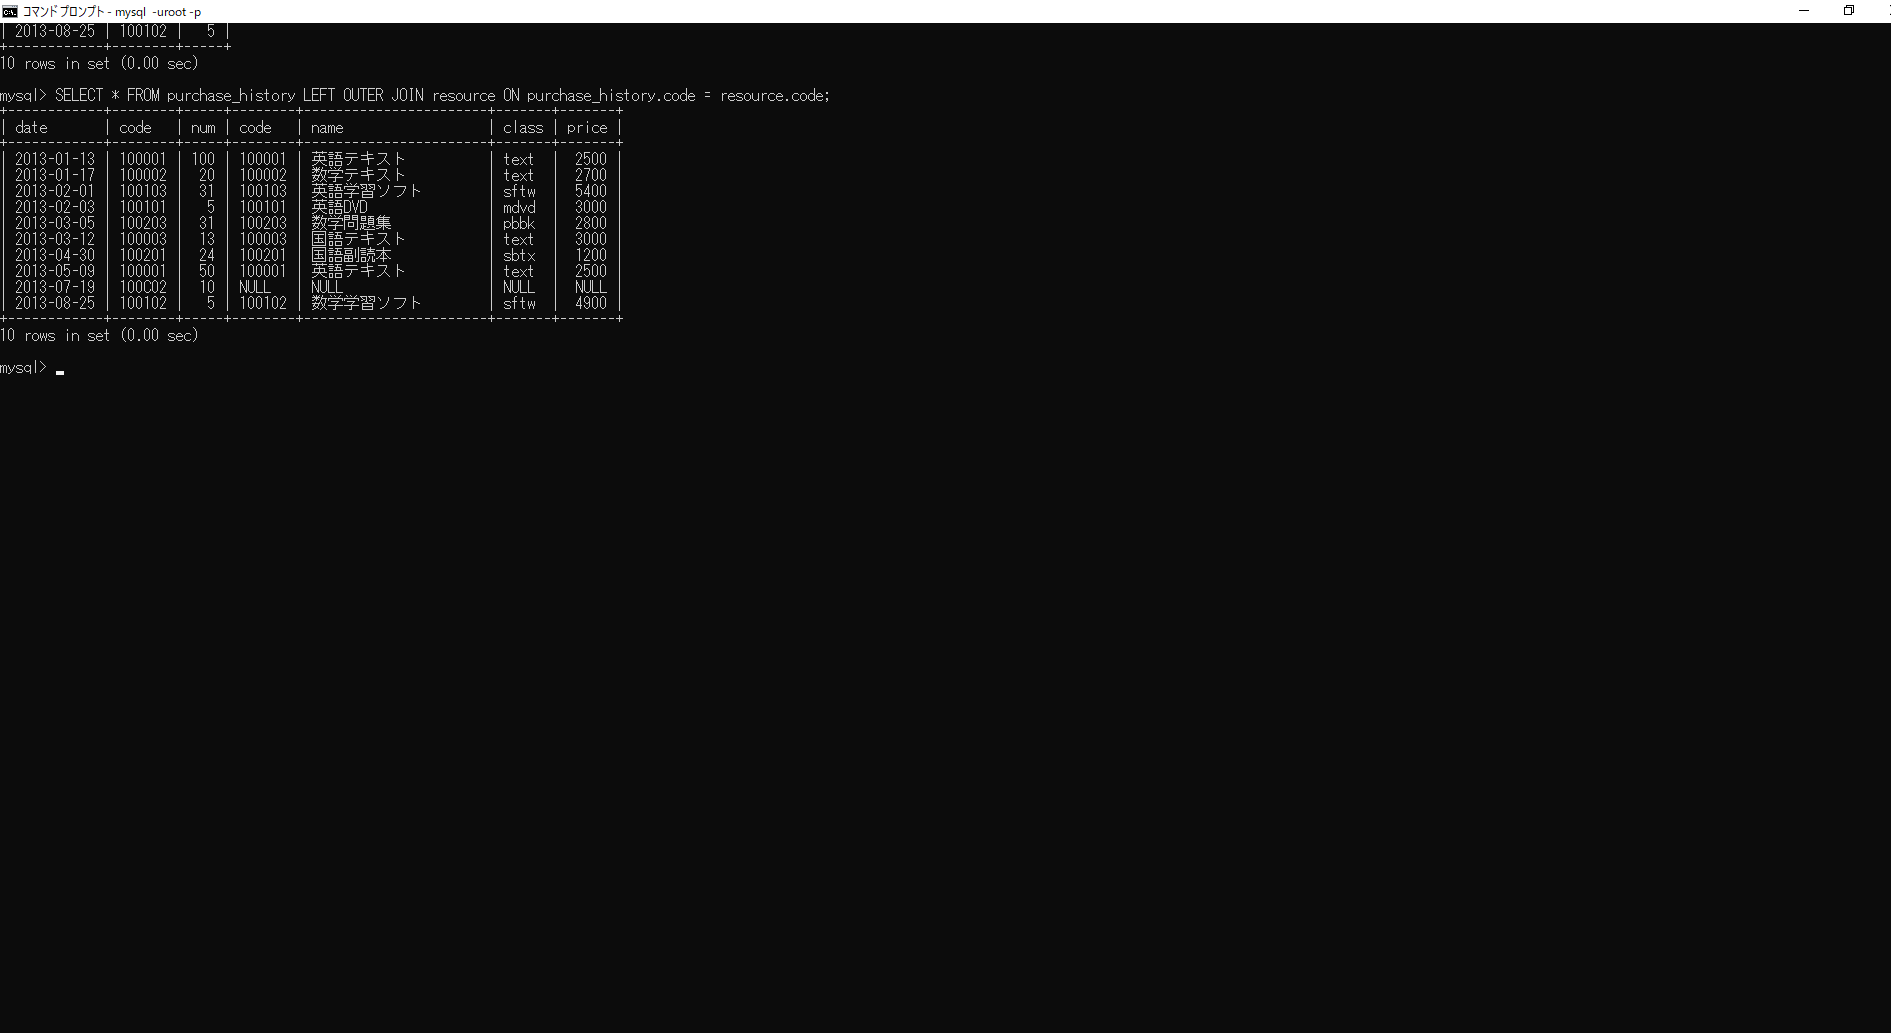 コマンド プロンプト - mysql -uroot -p
| 2013-08-25 | 100102 |   5 |
+------------+--------+-----+
10 rows in set (0.00 sec)
mysql> SELECT * FROM purchase_history LEFT OUTER JOIN resource ON purchase_history.code = resource.code;
+------------+--------+-----+--------+-----------------------+-------+-------+
| date       | code   | num | code   | name                  | class | price |
+------------+--------+-----+--------+-----------------------+-------+-------+
| 2013-01-13 | 100001 | 100 | 100001 | 英語テキスト          | text  |  2500 |
| 2013-01-17 | 100002 |  20 | 100002 | 数学テキスト          | text  |  2700 |
| 2013-02-01 | 100103 |  31 | 100103 | 英語学習ソフト        | sftw  |  5400 |
| 2013-02-03 | 100101 |   5 | 100101 | 英語DVD               | mdvd  |  3000 |
| 2013-03-05 | 100203 |  31 | 100203 | 数学問題集            | pbbk  |  2800 |
| 2013-03-12 | 100003 |  13 | 100003 | 国語テキスト          | text  |  3000 |
| 2013-04-30 | 100201 |  24 | 100201 | 国語副読本            | sbtx  |  1200 |
| 2013-05-09 | 100001 |  50 | 100001 | 英語テキスト          | text  |  2500 |
| 2013-07-19 | 100C02 |  10 | NULL   | NULL                  | NULL  |  NULL |
| 2013-08-25 | 100102 |   5 | 100102 | 数学学習ソフト        | sftw  |  4900 |
+------------+--------+-----+--------+-----------------------+-------+-------+
10 rows in set (0.00 sec)
mysql>